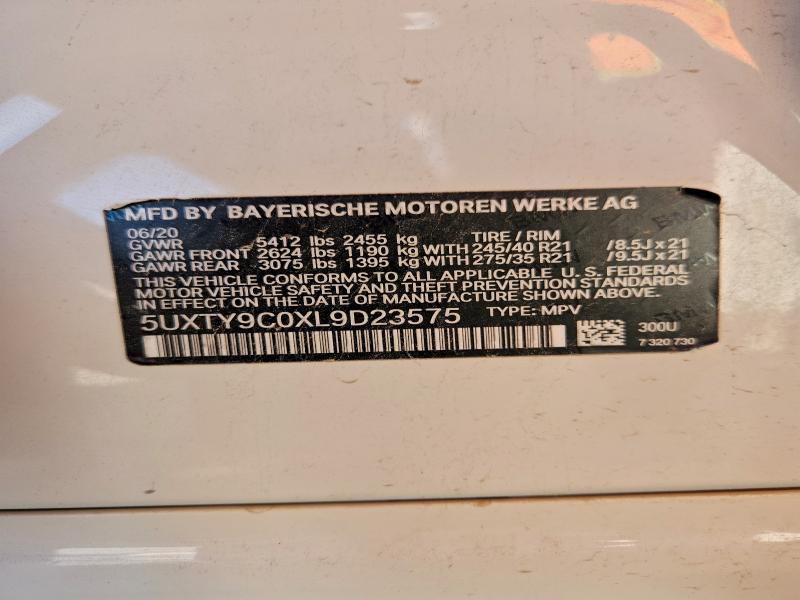 MFD BY BAYERISCHE MOTOREN WERKE AG
06/20 TIRE / RIM
GVWR 5412 lbs 2455 kg
GAWR FRONT 2624 lbs 1190 kg WITH 245/40 R21 /8.5J x 21
GAWR REAR 3075 lbs 1395 kg WITH 275/35 R21 /9.5J x 21
THIS VEHICLE CONFORMS TO ALL APPLICABLE U. S. FEDERAL
MOTOR VEHICLE SAFETY AND THEFT PREVENTION STANDARDS
IN EFFECT ON THE DATE OF MANUFACTURE SHOWN ABOVE.
5UXTY9C0XL9D23575 TYPE: MPV
300U
7 320 730